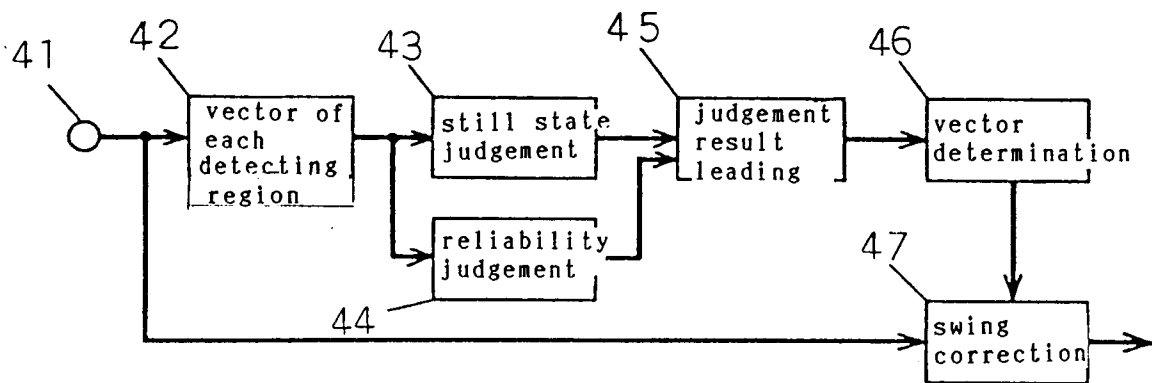 41
42
43
45
46
vector of
each
detecting
region
still state
judgement
judgement
result
leading
vector
determination
reliability
judgement
44
47
swing
correction